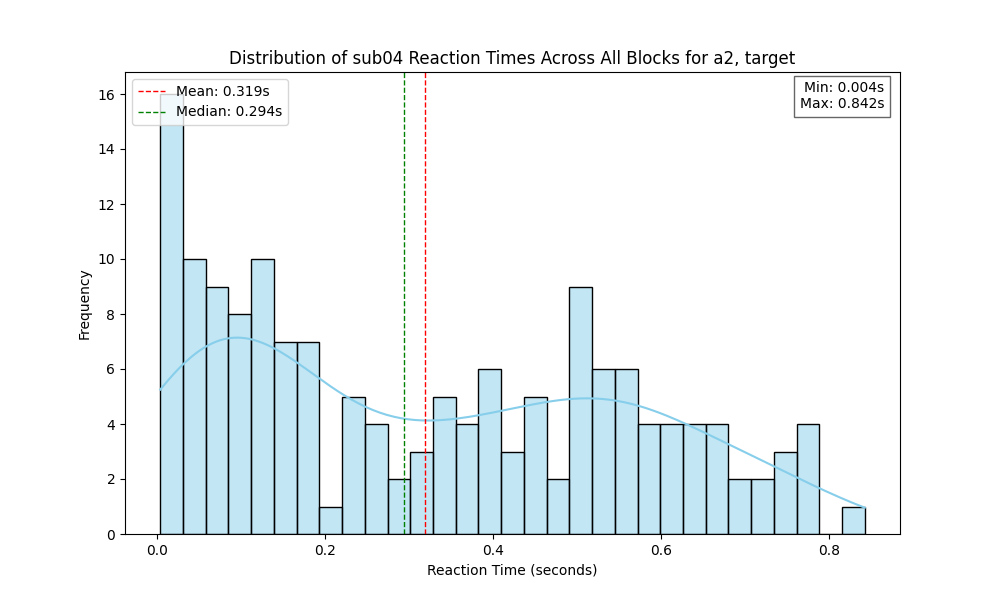 Distribution of sub04 Reaction Times Across All Blocks for a2, target
Mean: 0.319s
Median: 0.294s
Min: 0.004s
Max: 0.842s
16
14
12
10
8
6
4
2
0
Frequency
0.0
0.2
0.4
0.6
0.8
Reaction Time (seconds)